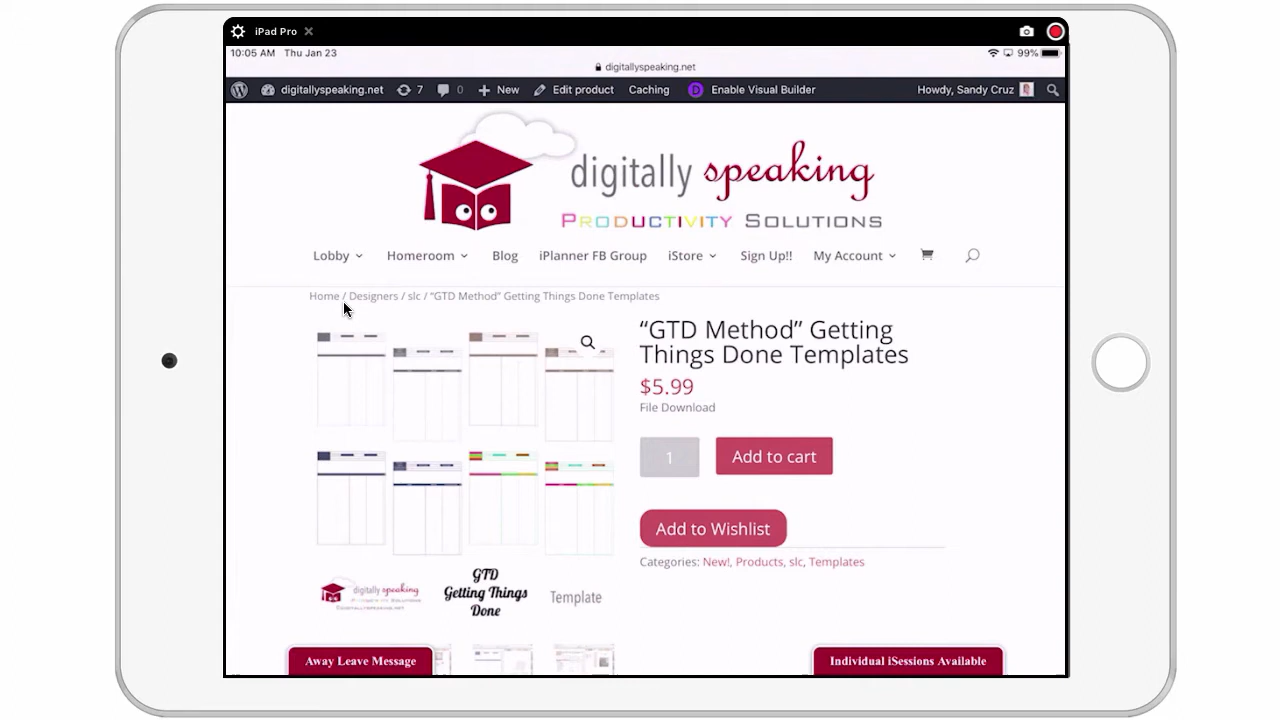 iPad Pro
10:05 AM Thu Jan 23
99%
digitallyspeaking.net
digitallyspeaking.net 7 0 New Edit product Caching D Enable Visual Builder Howdy, Sandy Cruz
digitally speaking
PRODUCTIVITY SOLUTIONS
Lobby Homeroom Blog iPlanner FB Group iStore Sign Up!! My Account
Home / Designers / slc / “GTD Method” Getting Things Done Templates
“GTD Method” Getting
Things Done Templates
$5.99
File Download
1 Add to cart
Add to Wishlist
Categories: New!, Products, slc, Templates
digitally speaking
GTD
Getting Things
Done
Template
Away Leave Message
Individual iSessions Available